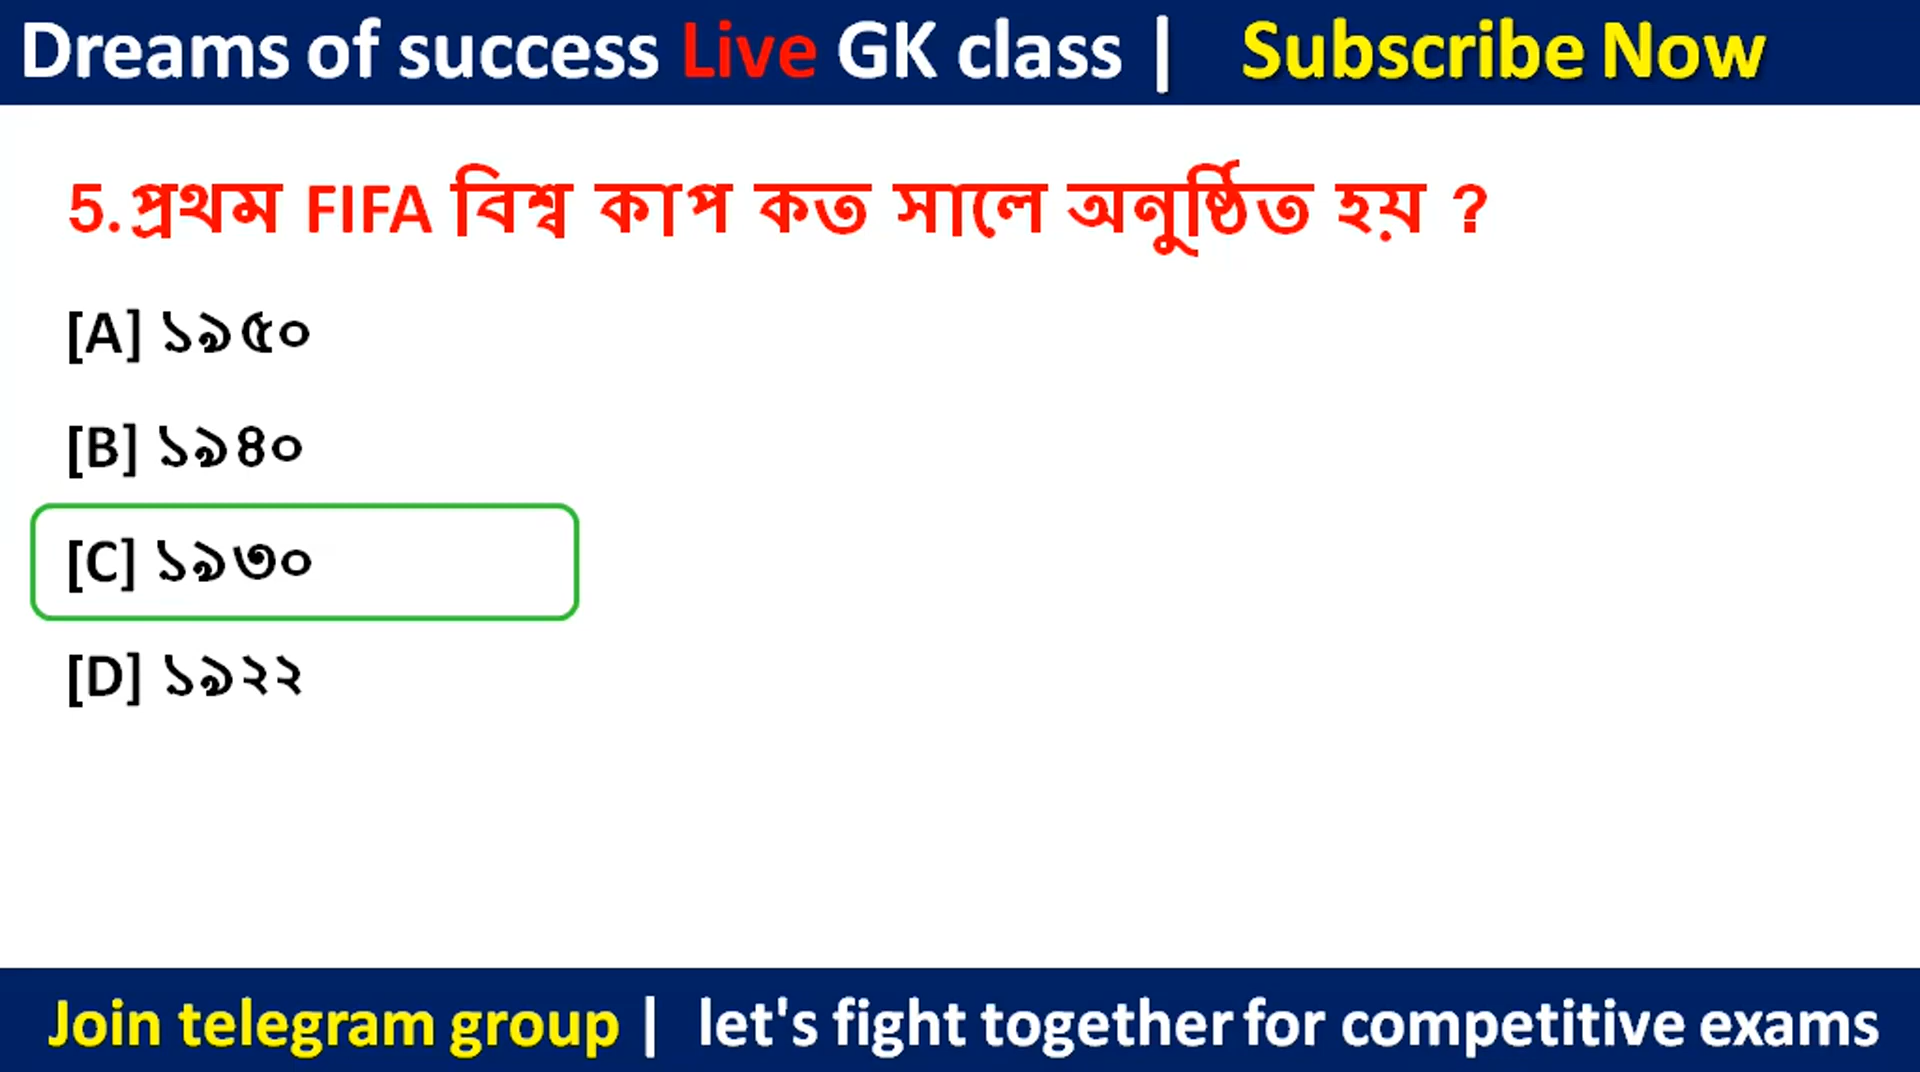 Dreams of success Live GK class | Subscribe Now
5. প্রথম FIFA বিশ্ব কাপ কত সালে অনুষ্ঠিত হয় ?
[A] ১৯৫০
[B] ১৯৪০
[C] ১৯৩০
[D] ১৯২২
Join telegram group | let's fight together for competitive exams